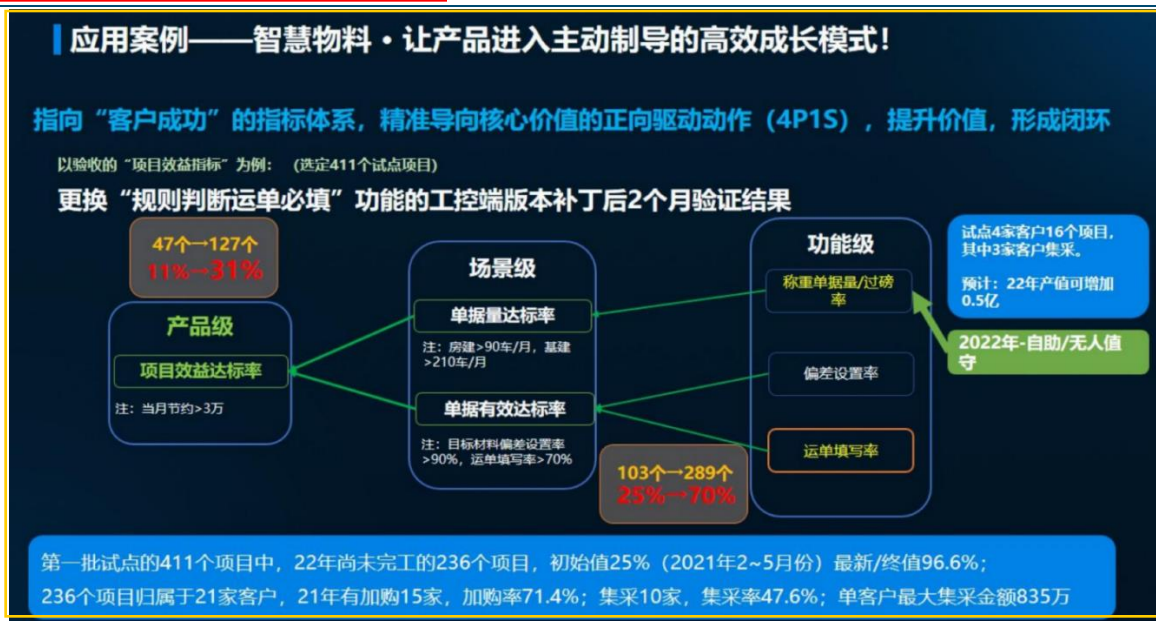 应用案例——智慧物料·让产品进入主动制导的高效成长模式!
指向“客户成功”的指标体系，精准导向核心价值的正向驱动动作（4P1S），提升价值，形成闭环
以验收的“项目效益指标”为例：（选定411个试点项目)
更换“规则判断运单必填”功能的工控端版本补丁后2个月验证结果
47个→127个
11%→31%
产品级
项目效益达标率
注：当月节约>3万
场景级
单据量达标率
注：房建>90车/月，基建
>210车/月
单据有效达标率
注：目标材料偏差设置率
>90%，运单填写率>70%
103个→289个
25%→70%
功能级
称重单据量/过磅
率
偏差设置率
运单填写率
试点4家客户16个项目，
其中3家客户集采。
预计：22年产值可增加
0.5亿
2022年-自助/无人值
守
第一批试点的411个项目中，22年尚未完工的236个项目，初始值25%（2021年2~5月份）最新/终值96.6%；
236个项目归属于21家客户，21年有加购15家，加购率71.4%；集采10家，集采率47.6%；单客户最大集采金额835万